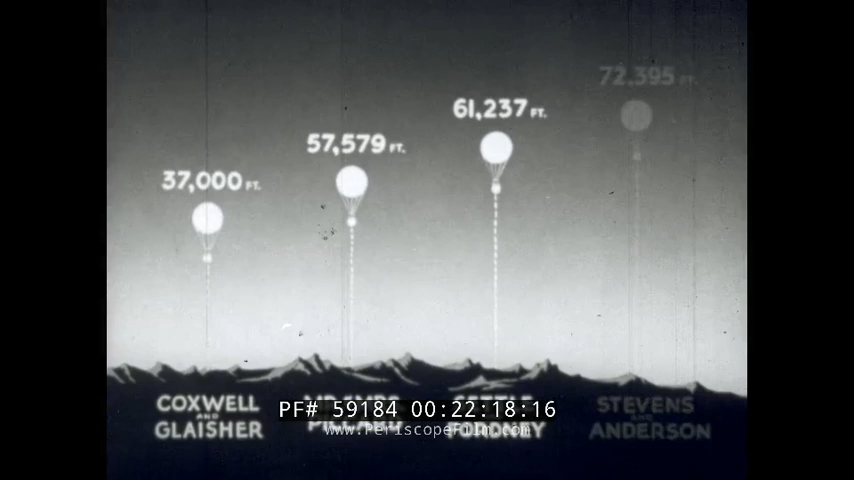 72,395 FT.
61,237 FT.
57,579 FT.
37,000 FT.
COXWELL
AND
GLAISHER
STEVENS
AND
ANDERSON
PF# 59184 00:22:18:16
www.PeriscopeFilm.com